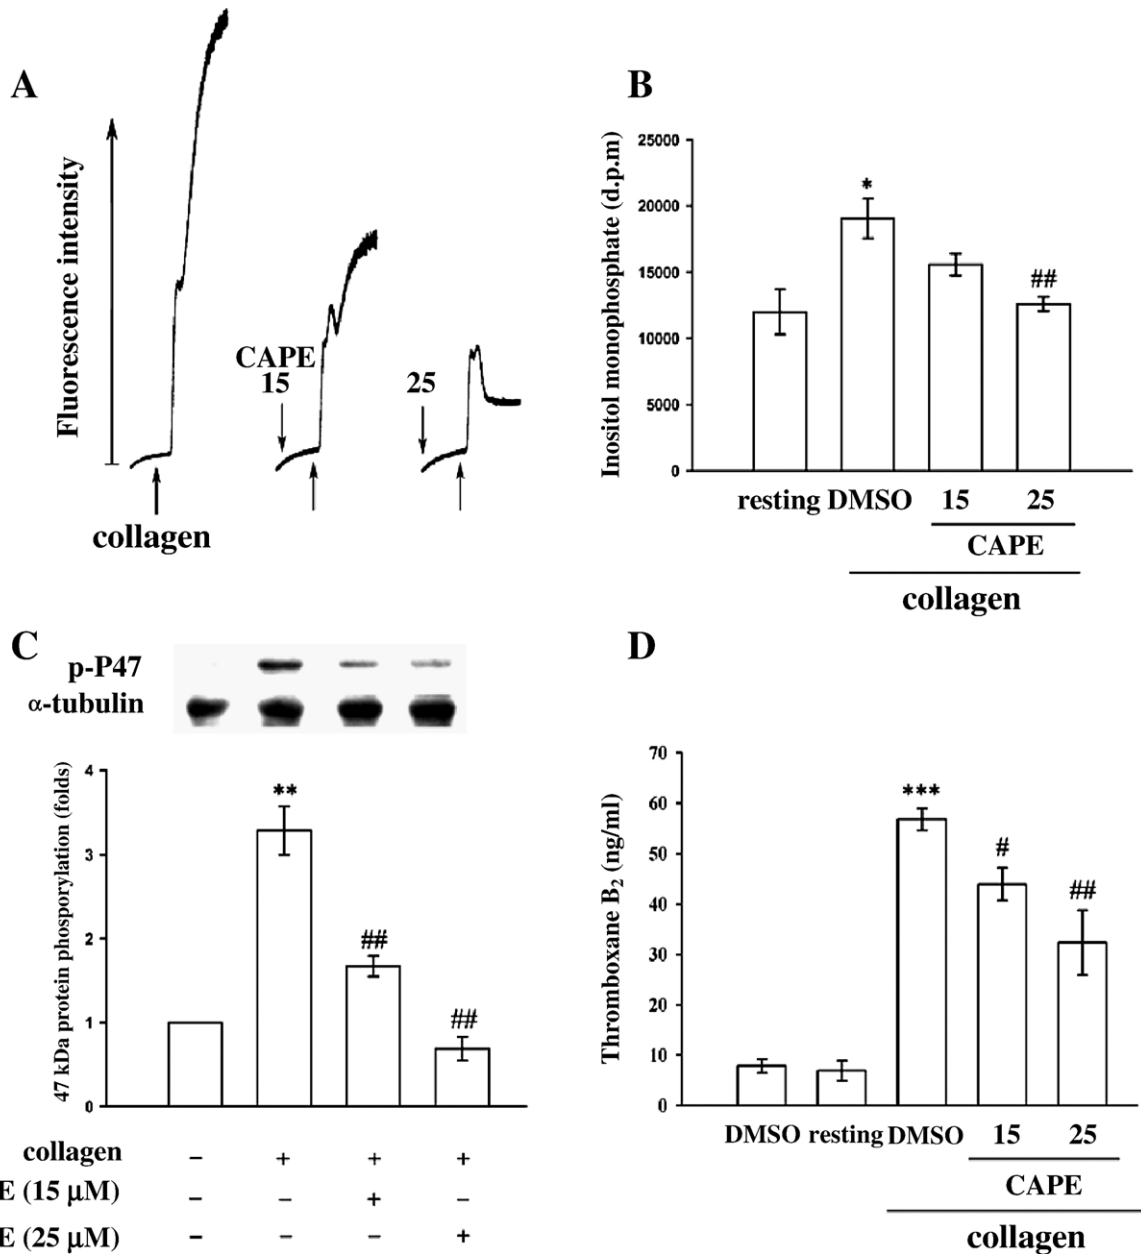 A
Fluorescence intensity
CAPE
15
25
collagen
B
Inositol monophosphate (d.p.m)
25000
20000
15000
10000
5000
0
*
##
resting DMSO 15 25
CAPE
collagen
C
p-P47
α-tubulin
47 kDa protein phosporylation (folds)
4
3
2
1
0
**
##
##
collagen – + + +
E (15 μM) – – + –
E (25 μM) – – – +
D
Thromboxane B2 (ng/ml)
70
60
50
40
30
20
10
0
***
#
##
DMSO resting DMSO 15 25
CAPE
collagen